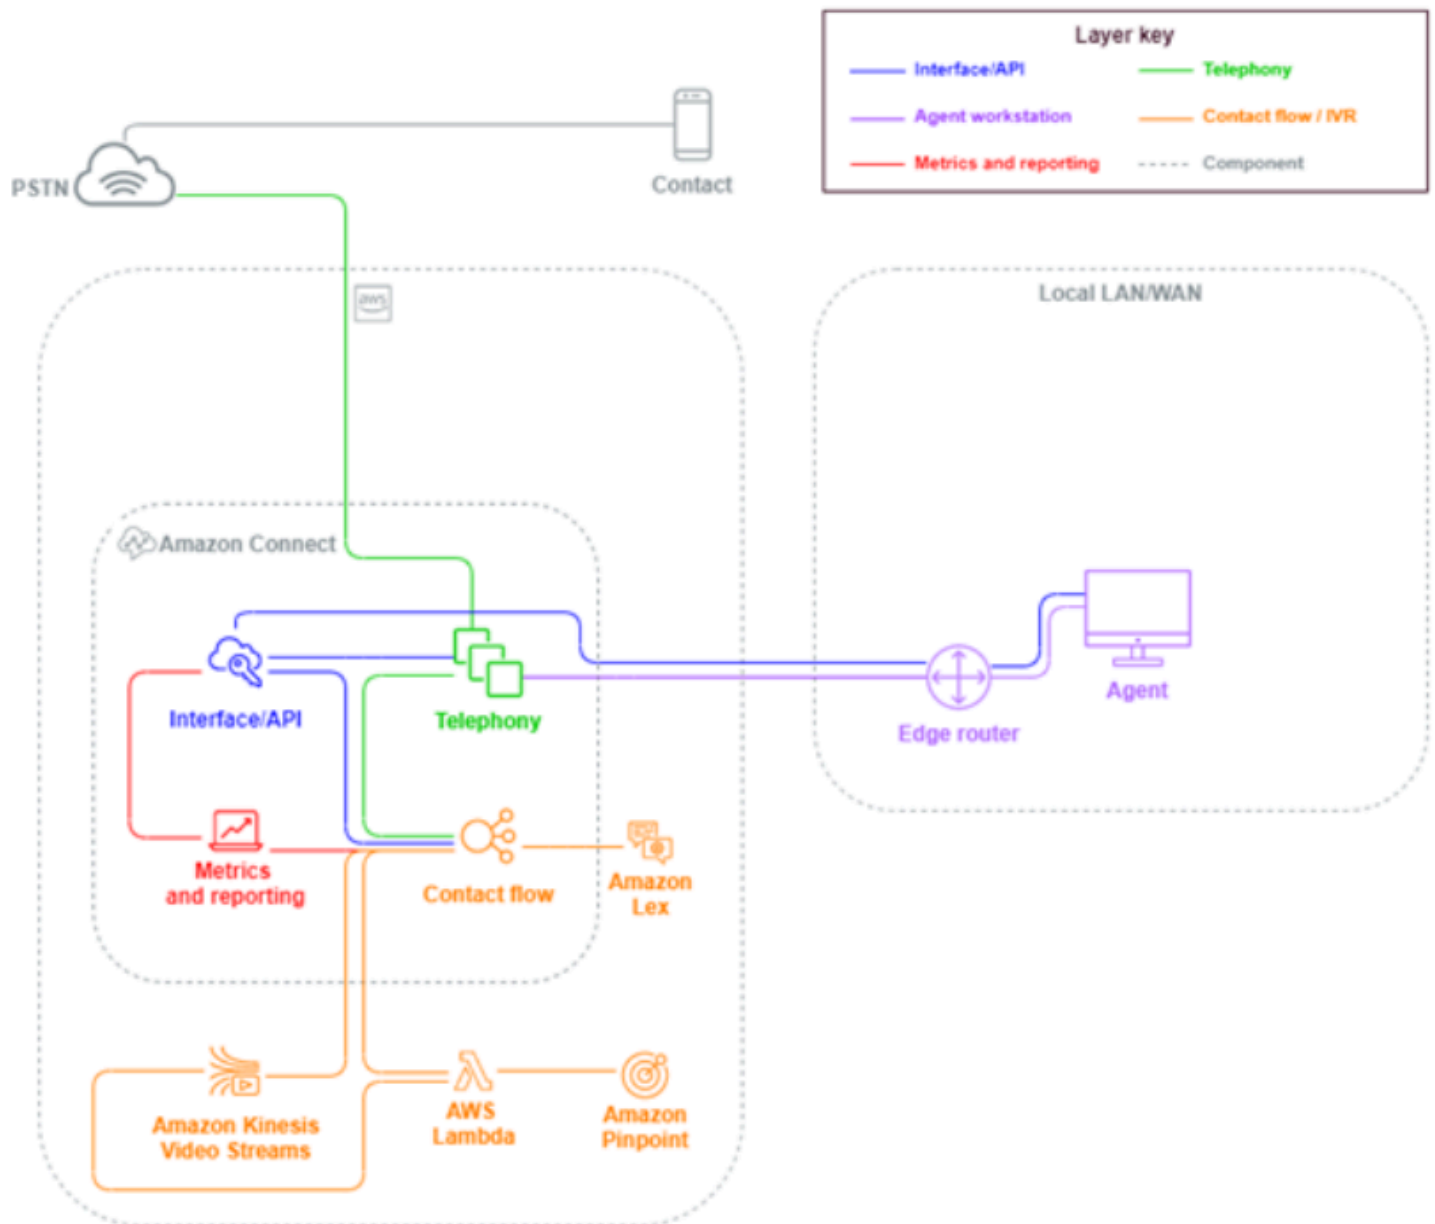 Layer key
Interface/API
Telephony
Agent workstation
Contact flow / IVR
Metrics and reporting
Component
PSTN
Contact
aws
Local LAN/WAN
Amazon Connect
Interface/API
Telephony
Agent
Edge router
Metrics
and reporting
Contact flow
Amazon
Lex
Amazon Kinesis
Video Streams
AWS
Lambda
Amazon
Pinpoint